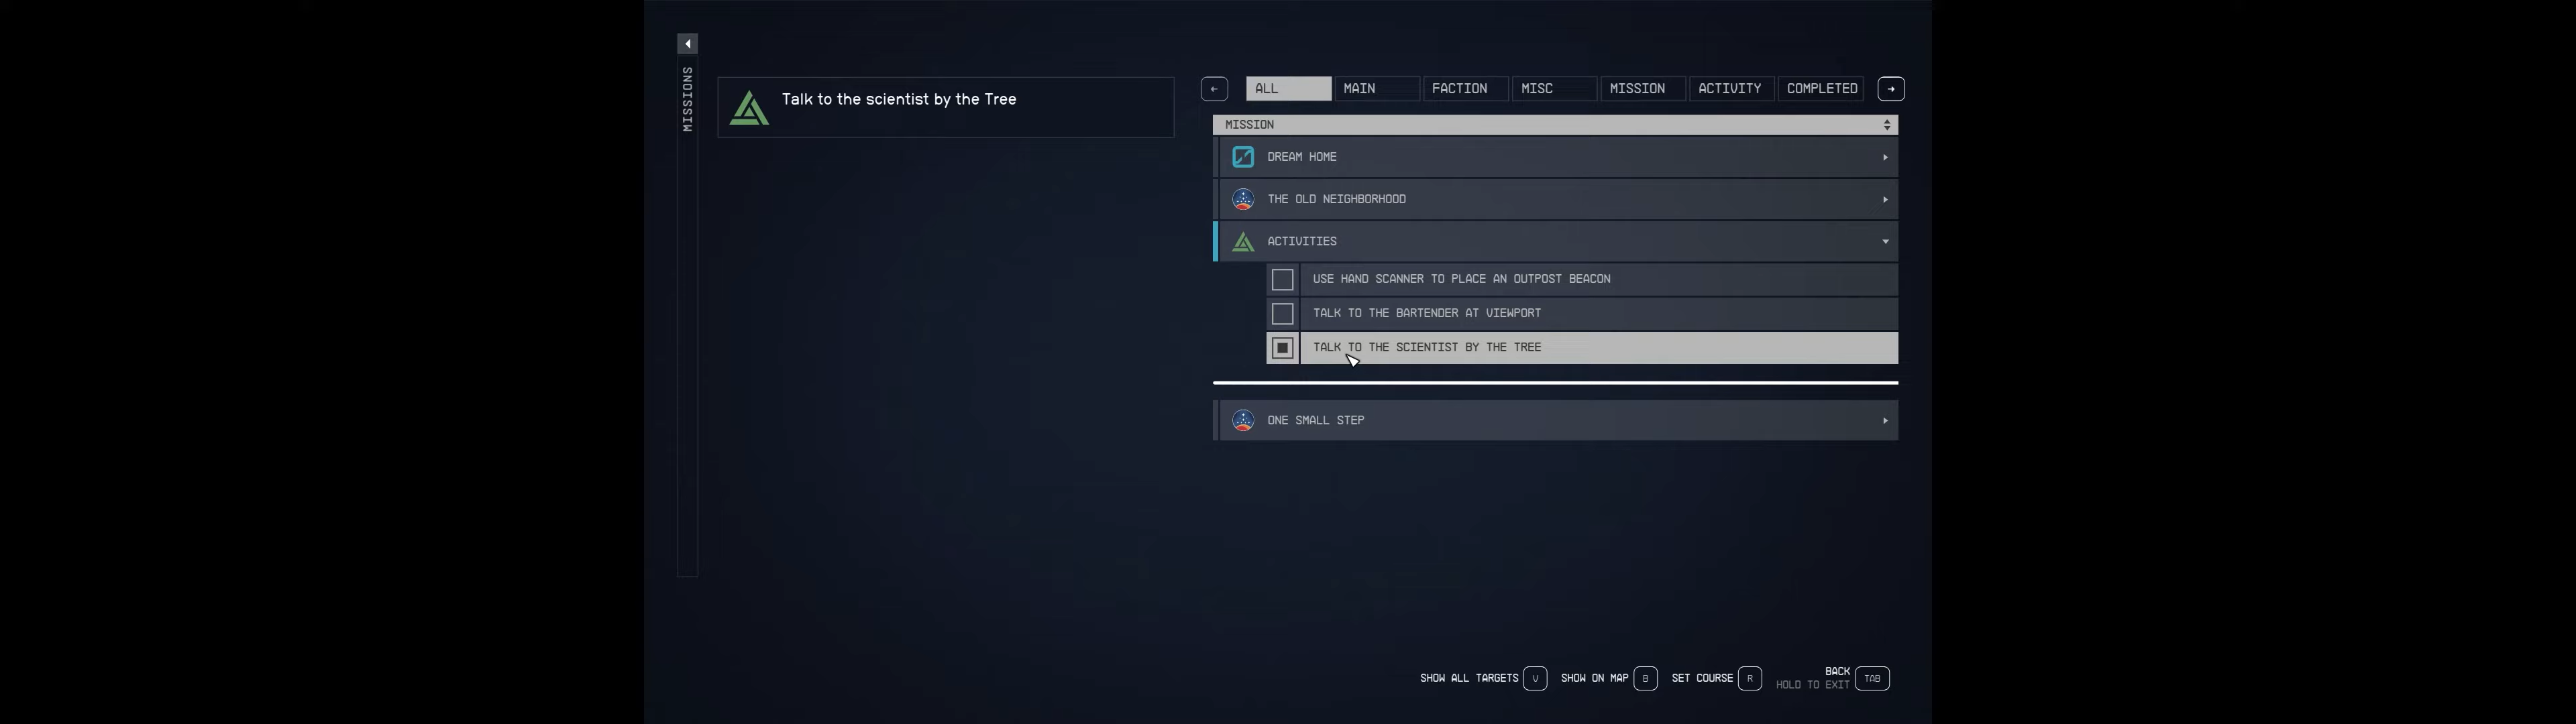 MISSIONS
Talk to the scientist by the Tree
ALL MAIN FACTION MISC MISSION ACTIVITY COMPLETED
MISSION
DREAM HOME
THE OLD NEIGHBORHOOD
ACTIVITIES
USE HAND SCANNER TO PLACE AN OUTPOST BEACON
TALK TO THE BARTENDER AT VIEWPORT
TALK TO THE SCIENTIST BY THE TREE
ONE SMALL STEP
SHOW ALL TARGETS V SHOW ON MAP B SET COURSE R BACK TAB
HOLD TO EXIT